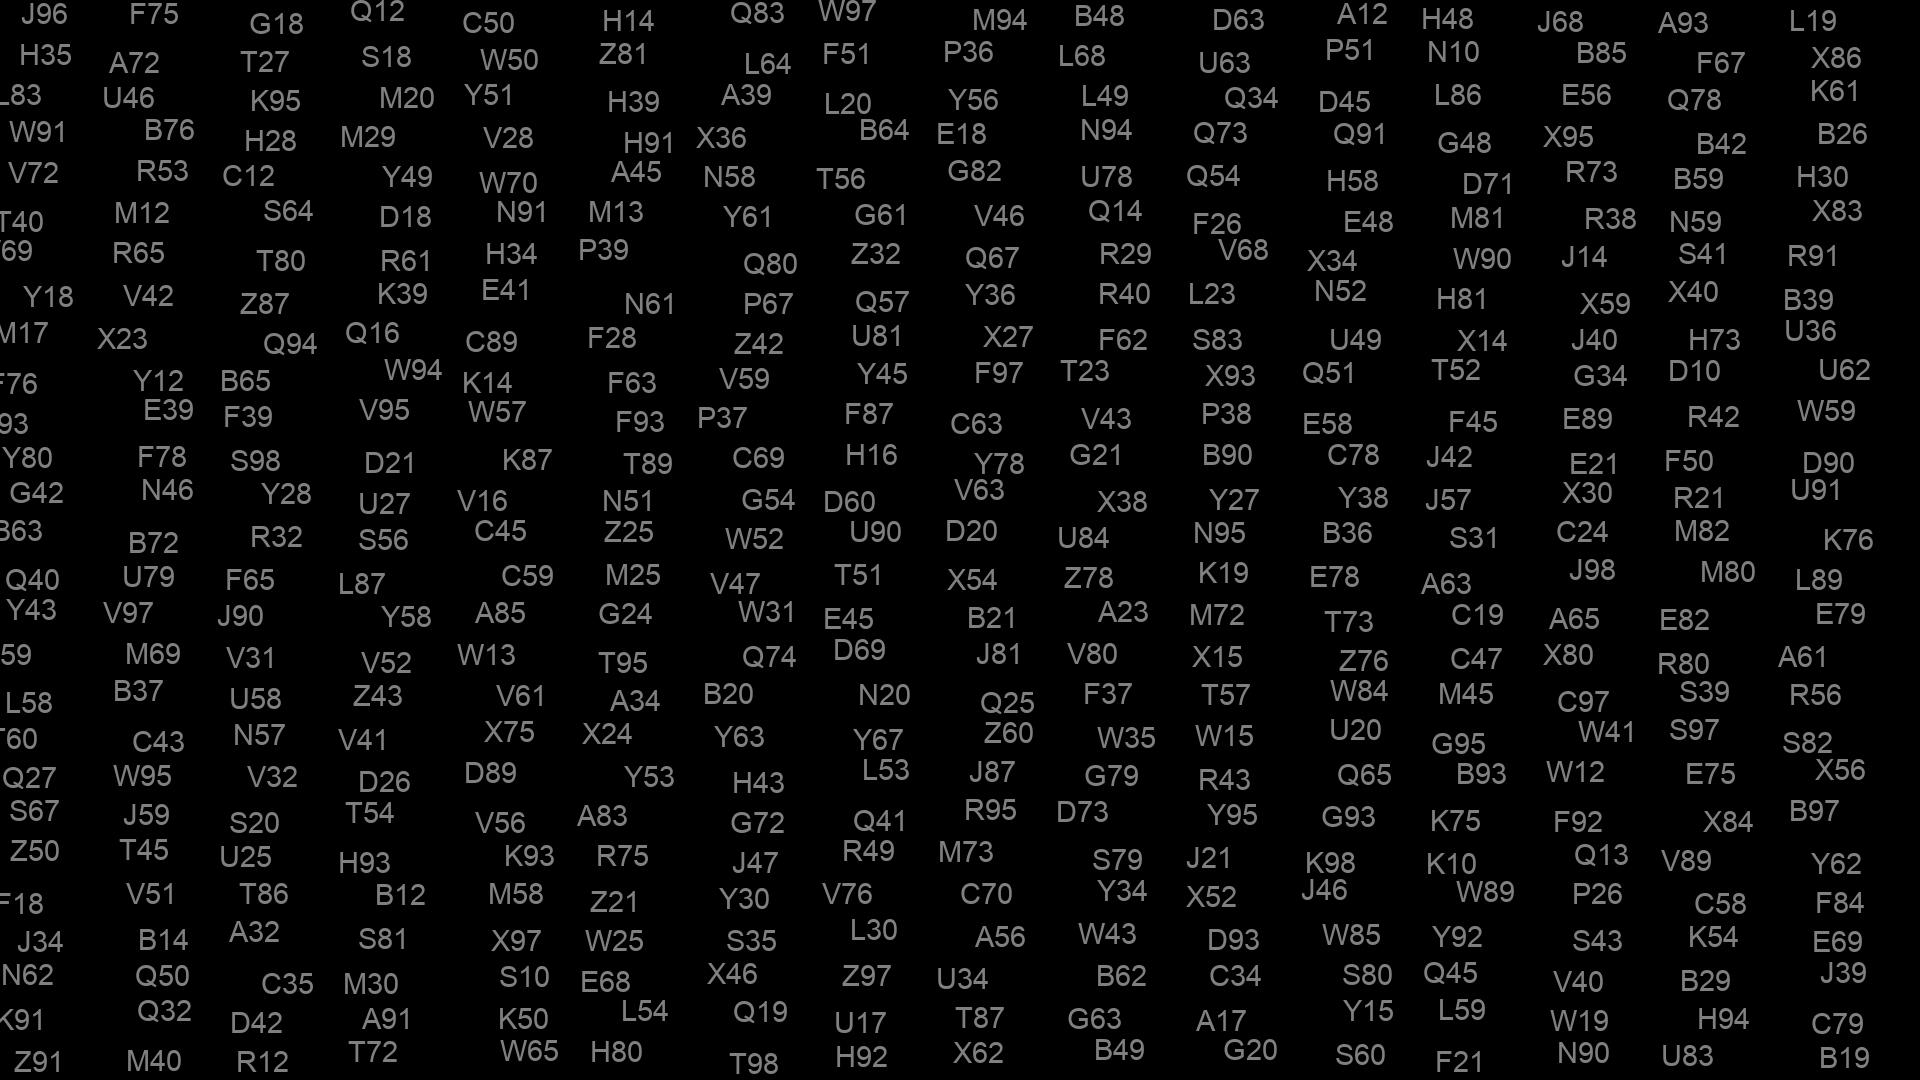 J96 F75 G18 Q12 C50 H14 Q83 W97 M94 B48 D63 A12 H48 J68 A93 L19
H35 A72 T27 S18 W50 Z81 L64 F51 P36 L68 U63 P51 N10 B85 F67 X86
L83 U46 K95 M20 Y51 H39 A39 L20 Y56 L49 Q34 D45 L86 E56 Q78 K61
W91 B76 H28 M29 V28 H91 X36 B64 E18 N94 Q73 Q91 G48 X95 B42 B26
V72 R53 C12 Y49 W70 A45 N58 T56 G82 U78 Q54 H58 D71 R73 B59 H30
T40 M12 S64 D18 N91 M13 Y61 G61 V46 Q14 F26 E48 M81 R38 N59 X83
69 R65 T80 R61 H34 P39 Q80 Z32 Q67 R29 V68 X34 W90 J14 S41 R91
Y18 V42 Z87 K39 E41 N61 P67 Q57 Y36 R40 L23 N52 H81 X59 X40 B39
M17 X23 Q94 Q16 C89 F28 Z42 U81 X27 F62 S83 U49 X14 J40 H73 U36
F76 Y12 B65 W94 K14 F63 V59 Y45 F97 T23 X93 Q51 T52 G34 D10 U62
93 E39 F39 V95 W57 F93 P37 F87 C63 V43 P38 E58 F45 E89 R42 W59
Y80 F78 S98 D21 K87 T89 C69 H16 Y78 G21 B90 C78 J42 E21 F50 D90
G42 N46 Y28 U27 V16 N51 G54 D60 V63 X38 Y27 Y38 J57 X30 R21 U91
B63 B72 R32 S56 C45 Z25 W52 U90 D20 U84 N95 B36 S31 C24 M82 K76
Q40 U79 F65 L87 C59 M25 V47 T51 X54 Z78 K19 E78 A63 J98 M80 L89
Y43 V97 J90 Y58 A85 G24 W31 E45 B21 A23 M72 T73 C19 A65 E82 E79
59 M69 V31 V52 W13 T95 Q74 D69 J81 V80 X15 Z76 C47 X80 R80 A61
L58 B37 U58 Z43 V61 A34 B20 N20 Q25 F37 T57 W84 M45 C97 S39 R56
T60 C43 N57 V41 X75 X24 Y63 Y67 Z60 W35 W15 U20 G95 W41 S97 S82
Q27 W95 V32 D26 D89 Y53 H43 L53 J87 G79 R43 Q65 B93 W12 E75 X56
S67 J59 S20 T54 V56 A83 G72 Q41 R95 D73 Y95 G93 K75 F92 X84 B97
Z50 T45 U25 H93 K93 R75 J47 R49 M73 S79 J21 K98 K10 Q13 V89 Y62
F18 V51 T86 B12 M58 Z21 Y30 V76 C70 Y34 X52 J46 W89 P26 C58 F84
J34 B14 A32 S81 X97 W25 S35 L30 A56 W43 D93 W85 Y92 S43 K54 E69
N62 Q50 C35 M30 S10 E68 X46 Z97 U34 B62 C34 S80 Q45 V40 B29 J39
K91 Q32 D42 A91 K50 L54 Q19 U17 T87 G63 A17 Y15 L59 W19 H94 C79
Z91 M40 R12 T72 W65 H80 T98 H92 X62 B49 G20 S60 F21 N90 U83 B19